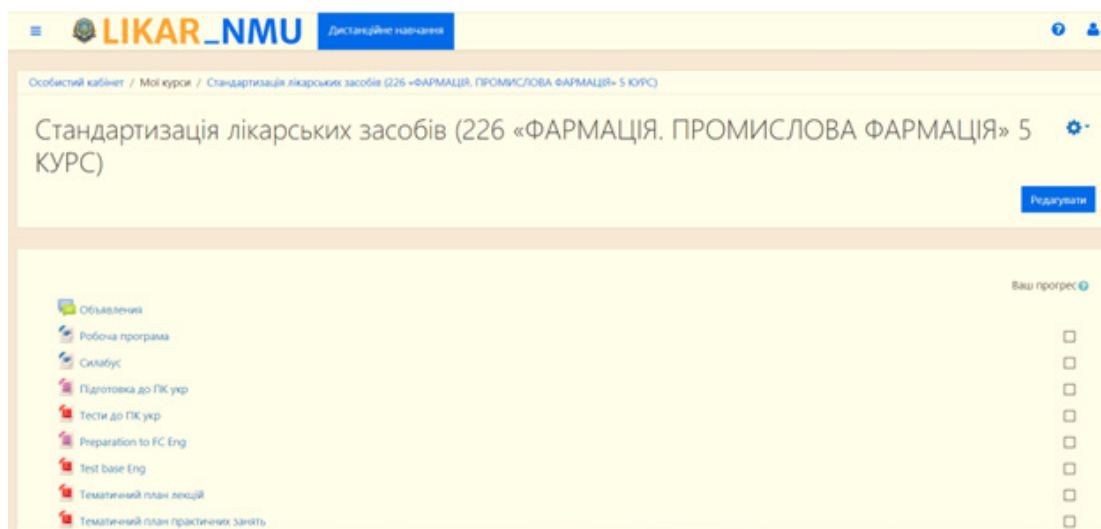 LIKAR_NMU Дистанційне навчання
Особистий кабінет / Мої курси / Стандартизація лікарських засобів (226 «ФАРМАЦІЯ. ПРОМИСЛОВА ФАРМАЦІЯ» 5 КУРС)
Стандартизація лікарських засобів (226 «ФАРМАЦІЯ. ПРОМИСЛОВА ФАРМАЦІЯ» 5
КУРС)
Редагувати
Ваш прогрес
Объявления
Робоча програма
Силабус
Підготовка до ПК укр
Тести до ПК укр
Preparation to FC Eng
Test base Eng
Тематичний план лекцій
Тематичний план практичних занять